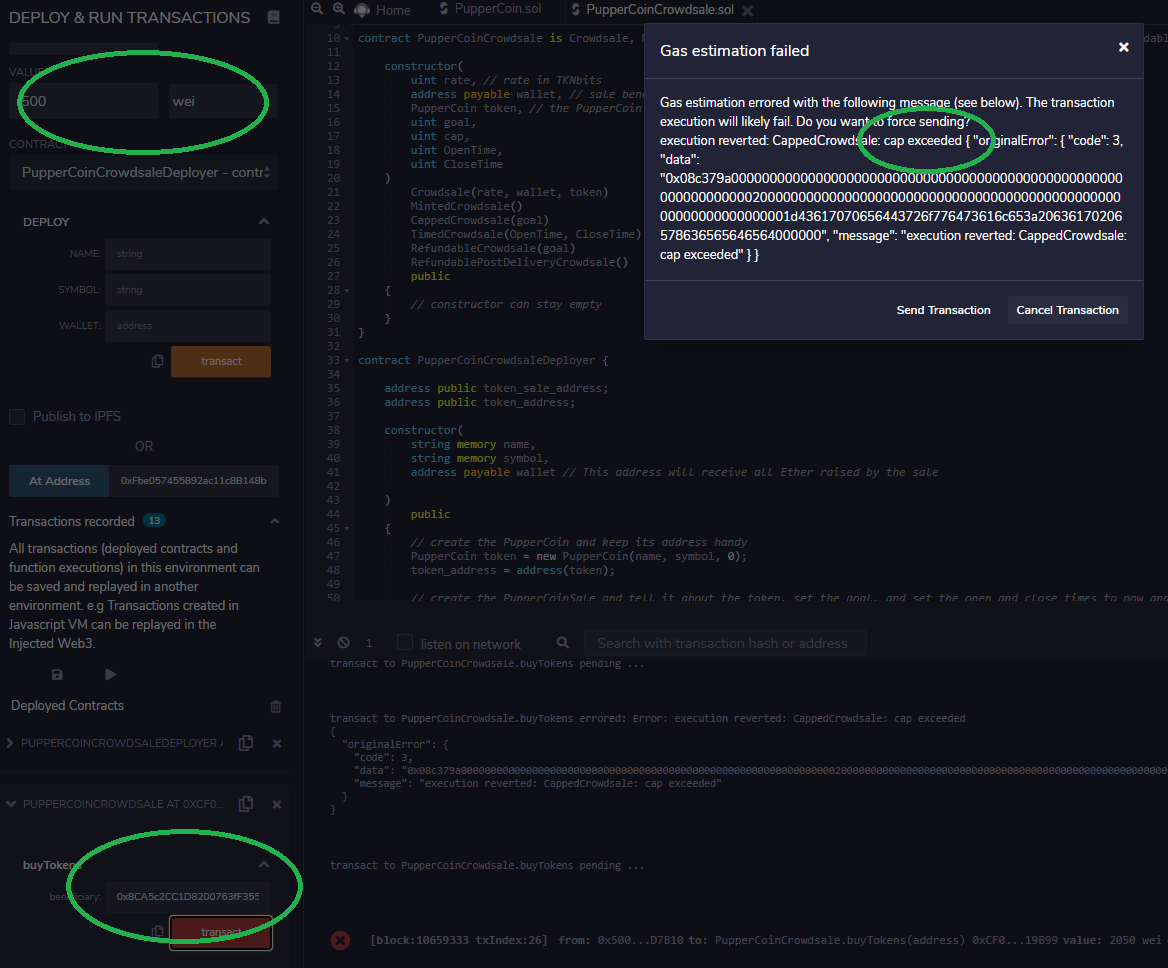 DEPLOY & RUN TRANSACTIONS
VALUE
500 wei
CONTRACT
PupperCoinCrowdsaleDeployer - contr
DEPLOY
NAME: string
SYMBOL: string
WALLET: address
transact
Publish to IPFS
OR
At Address 0xFbe057455892ac11c8B148b
Transactions recorded 13
All transactions (deployed contracts and
function executions) in this environment can
be saved and replayed in another
environment. e.g Transactions created in
Javascript VM can be replayed in the
Injected Web3.
Deployed Contracts
PUPPERCOINCROWDSALEDEPLOYER A
PUPPERCOINCROWDSALE AT 0XCF0...
buyTokens
beneficiary: 0x8CA5c2CC1D8200763fF355
transact
Home PupperCoin.sol PupperCoinCrowdsale.sol
9
10 contract PupperCoinCrowdsale is Crowdsale, dabl
11
12 constructor(
13 uint rate, // rate in TKNbits
14 address payable wallet, // sale ben
15 PupperCoin token, // the PupperCoin
16 uint goal,
17 uint cap,
18 uint OpenTime,
19 uint CloseTime
20 )
21 Crowdsale(rate, wallet, token)
22 MintedCrowdsale()
23 CappedCrowdsale(goal)
24 TimedCrowdsale(OpenTime, CloseTime)
25 RefundableCrowdsale(goal)
26 RefundablePostDeliveryCrowdsale()
27 public
28 {
29 // constructor can stay empty
30 }
31 }
32
33 contract PupperCoinCrowdsaleDeployer {
34
35 address public token_sale_address;
36 address public token_address;
37
38 constructor(
39 string memory name,
40 string memory symbol,
41 address payable wallet // This address will receive all Ether raised by the sale
42
43 )
44 public
45 {
46 // create the PupperCoin and keep its address handy
47 PupperCoin token = new PupperCoin(name, symbol, 0);
48 token_address = address(token);
49
50 // create the PupperCoinSale and tell it about the token, set the goal, and set the open and close times to now and
Gas estimation failed
Gas estimation errored with the following message (see below). The transaction
execution will likely fail. Do you want to force sending?
execution reverted: CappedCrowdsale: cap exceeded { "originalError": { "code": 3,
"data":
"message": "execution reverted: CappedCrowdsale:
cap exceeded" } }
Send Transaction Cancel Transaction
1 listen on network Search with transaction hash or address
transact to PupperCoinCrowdsale.buyTokens pending ...
transact to PupperCoinCrowdsale.buyTokens errored: Error: execution reverted: CappedCrowdsale: cap exceeded
{
"originalError": {
"code": 3,
"data":
"message": "execution reverted: CappedCrowdsale: cap exceeded"
}
}
transact to PupperCoinCrowdsale.buyTokens pending ...
[block:10659333 txIndex:26] from: 0x500...D7B10 to: PupperCoinCrowdsale.buyTokens(address) 0xCF0...19B99 value: 2050 wei